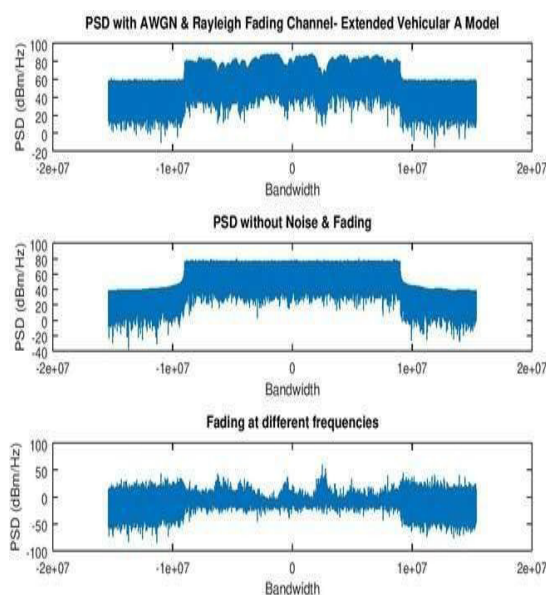 PSD with AWGN & Rayleigh Fading Channel- Extended Vehicular A Model
PSD (dBm/Hz)
100
80
60
40
20
0
-20
-2e+07
-1e+07
0
1e+07
2e+07
Bandwidth
PSD without Noise & Fading
PSD (dBm/Hz)
100
80
60
40
20
0
-20
-40
-2e+07
-1e+07
0
1e+07
2e+07
Bandwidth
Fading at different frequencies
PSD (dBm/Hz)
100
50
0
-50
-100
-2e+07
-1e+07
0
1e+07
2e+07
Bandwidth